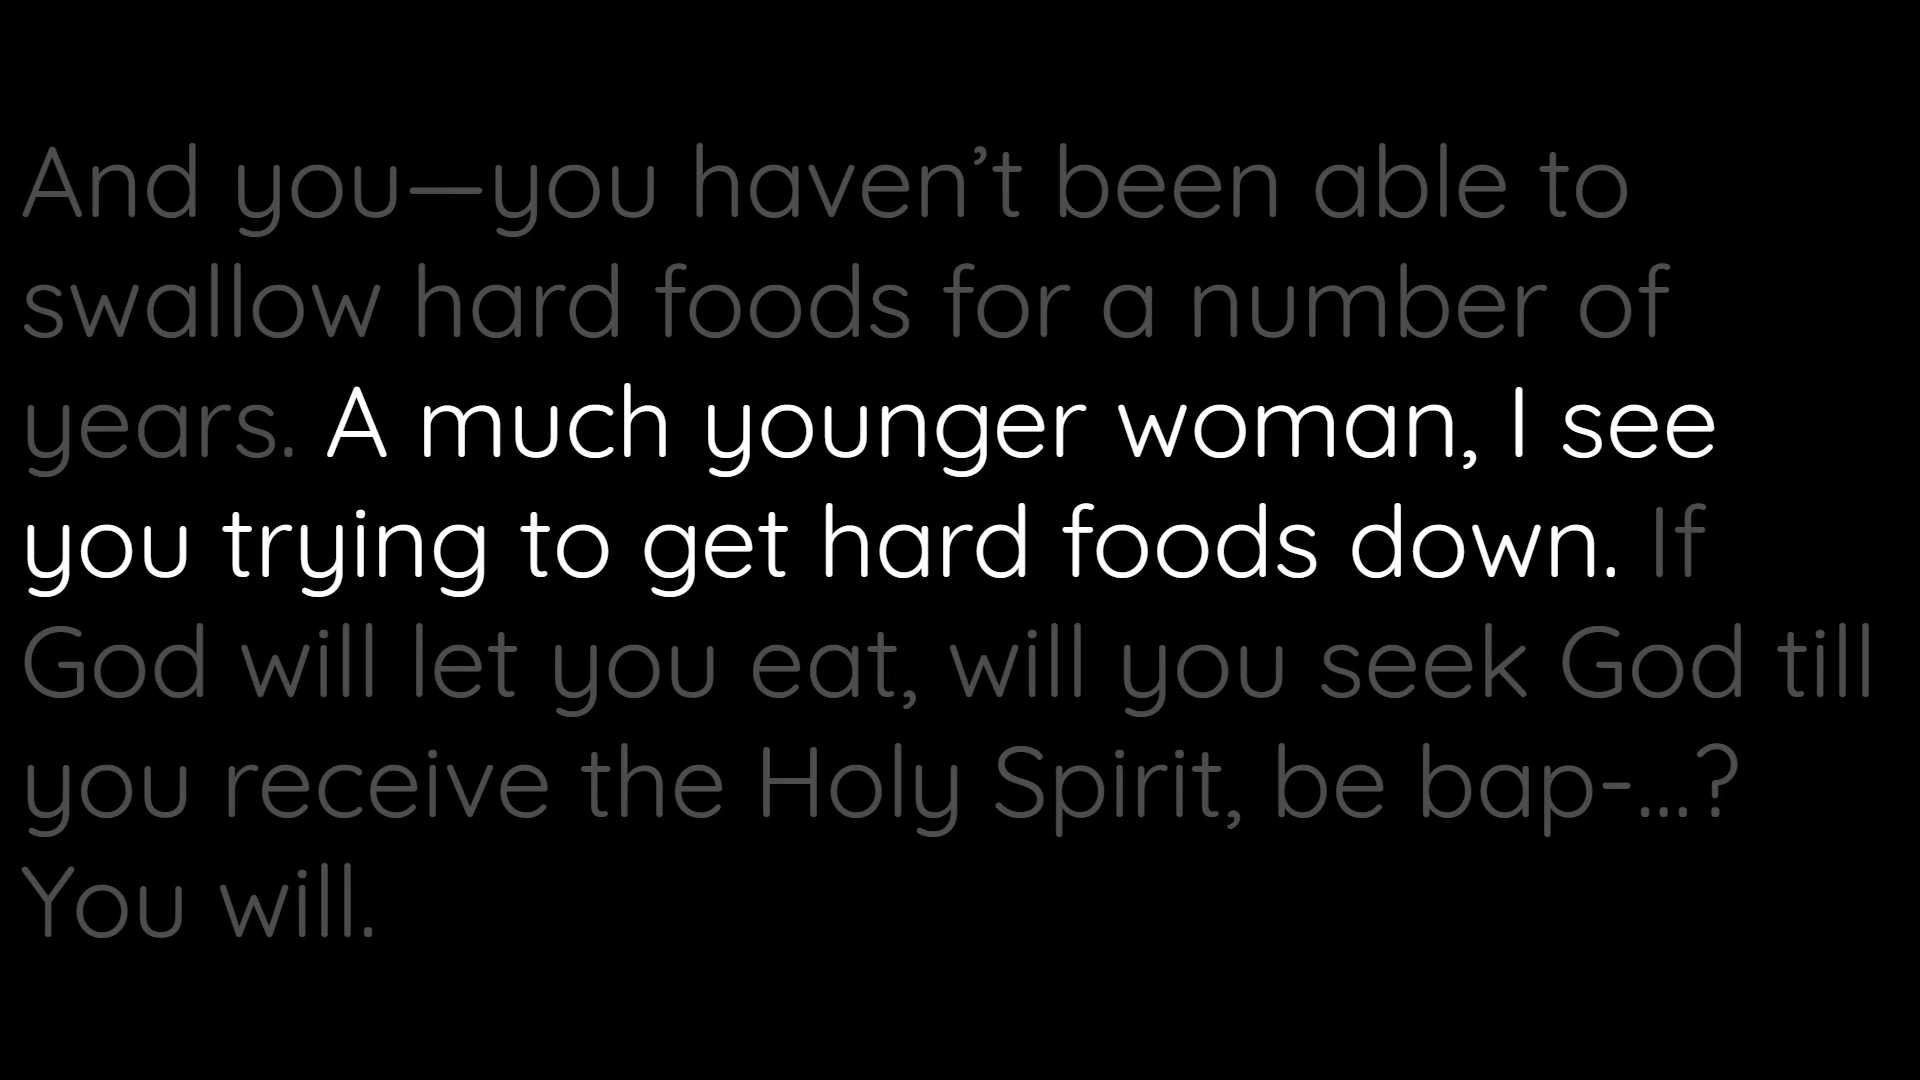 And you—you haven’t been able to
swallow hard foods for a number of
years. A much younger woman, I see
you trying to get hard foods down. If
God will let you eat, will you seek God till
you receive the Holy Spirit, be bap-...?
You will.